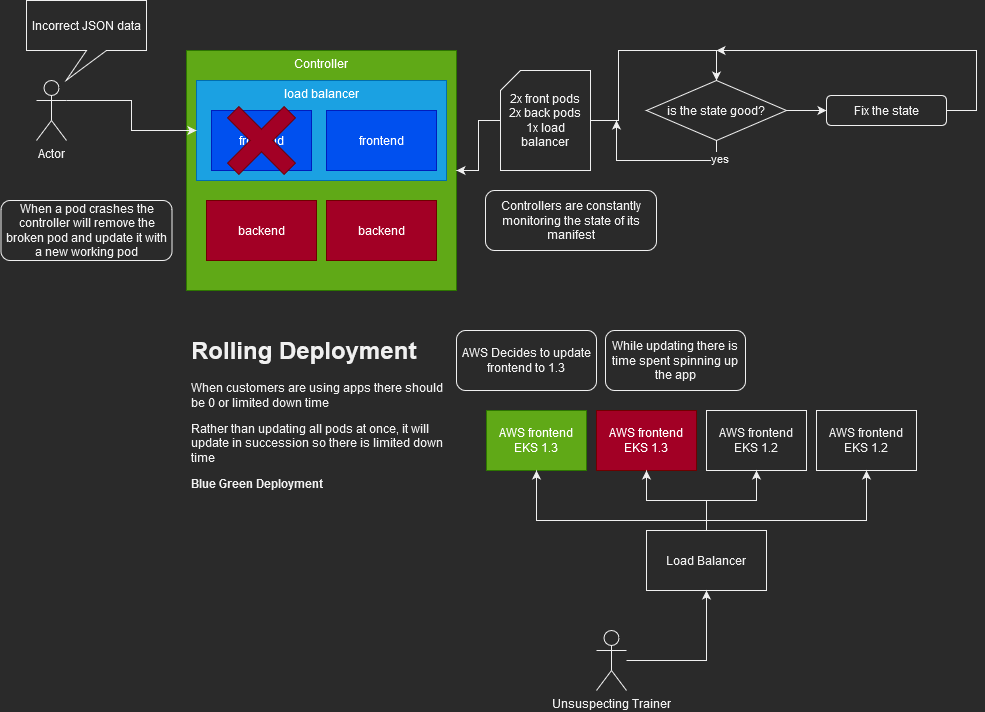 Incorrect JSON data
Actor
When a pod crashes the
controller will remove the
broken pod and update it with
a new working pod
Controller
load balancer
frontend
frontend
backend
backend
2x front pods
2x back pods
1x load
balancer
is the state good?
Fix the state
yes
Controllers are constantly
monitoring the state of its
manifest
Rolling Deployment
When customers are using apps there should
be 0 or limited down time
Rather than updating all pods at once, it will
update in succession so there is limited down
time
Blue Green Deployment
AWS Decides to update
frontend to 1.3
While updating there is
time spent spinning up
the app
AWS frontend
EKS 1.3
AWS frontend
EKS 1.3
AWS frontend
EKS 1.2
AWS frontend
EKS 1.2
Load Balancer
Unsuspecting Trainer